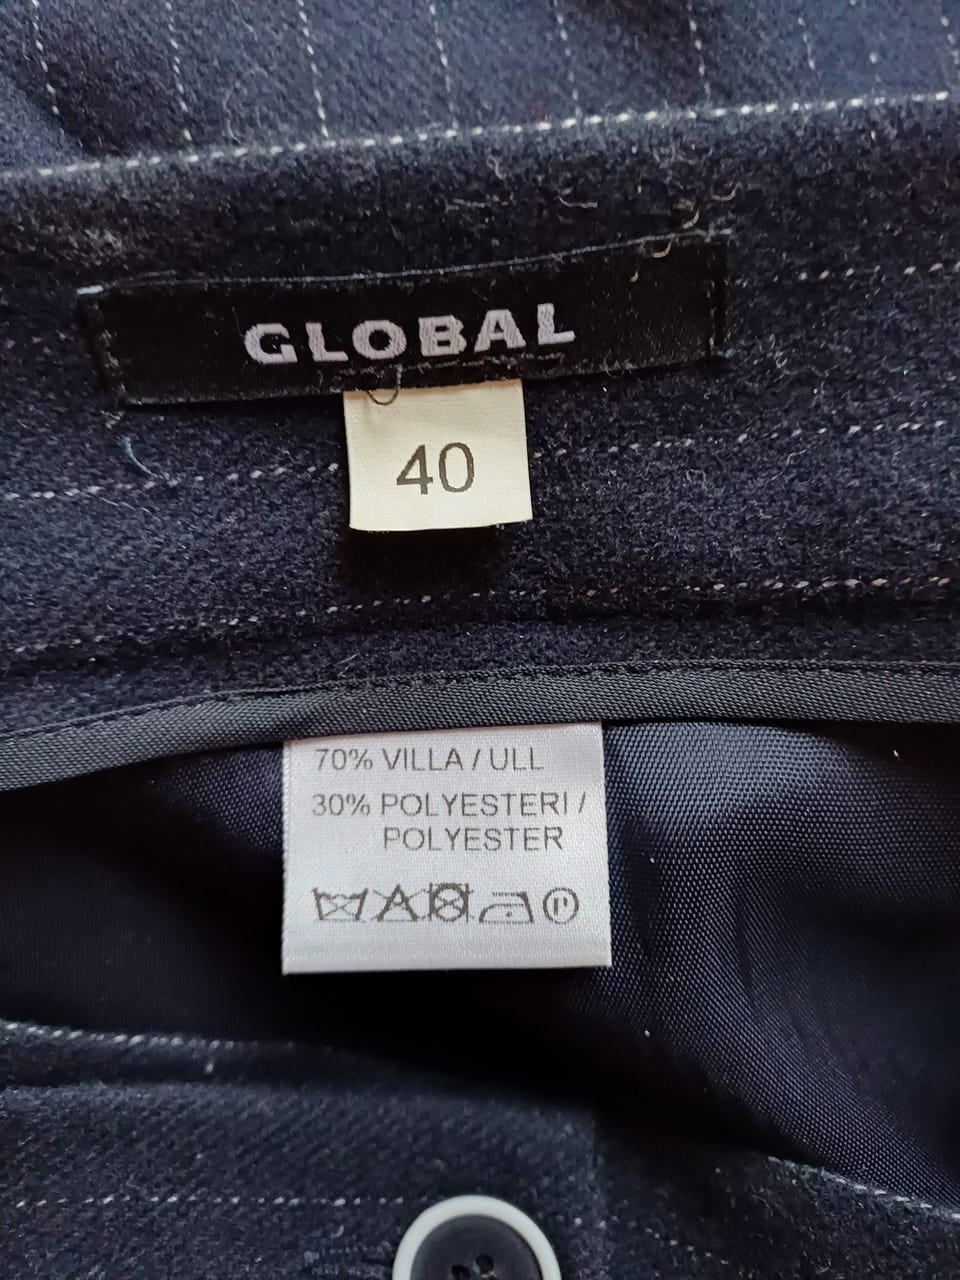 GLOBAL
40
70% VILLA / ULL
30% POLYESTERI /
POLYESTER
P